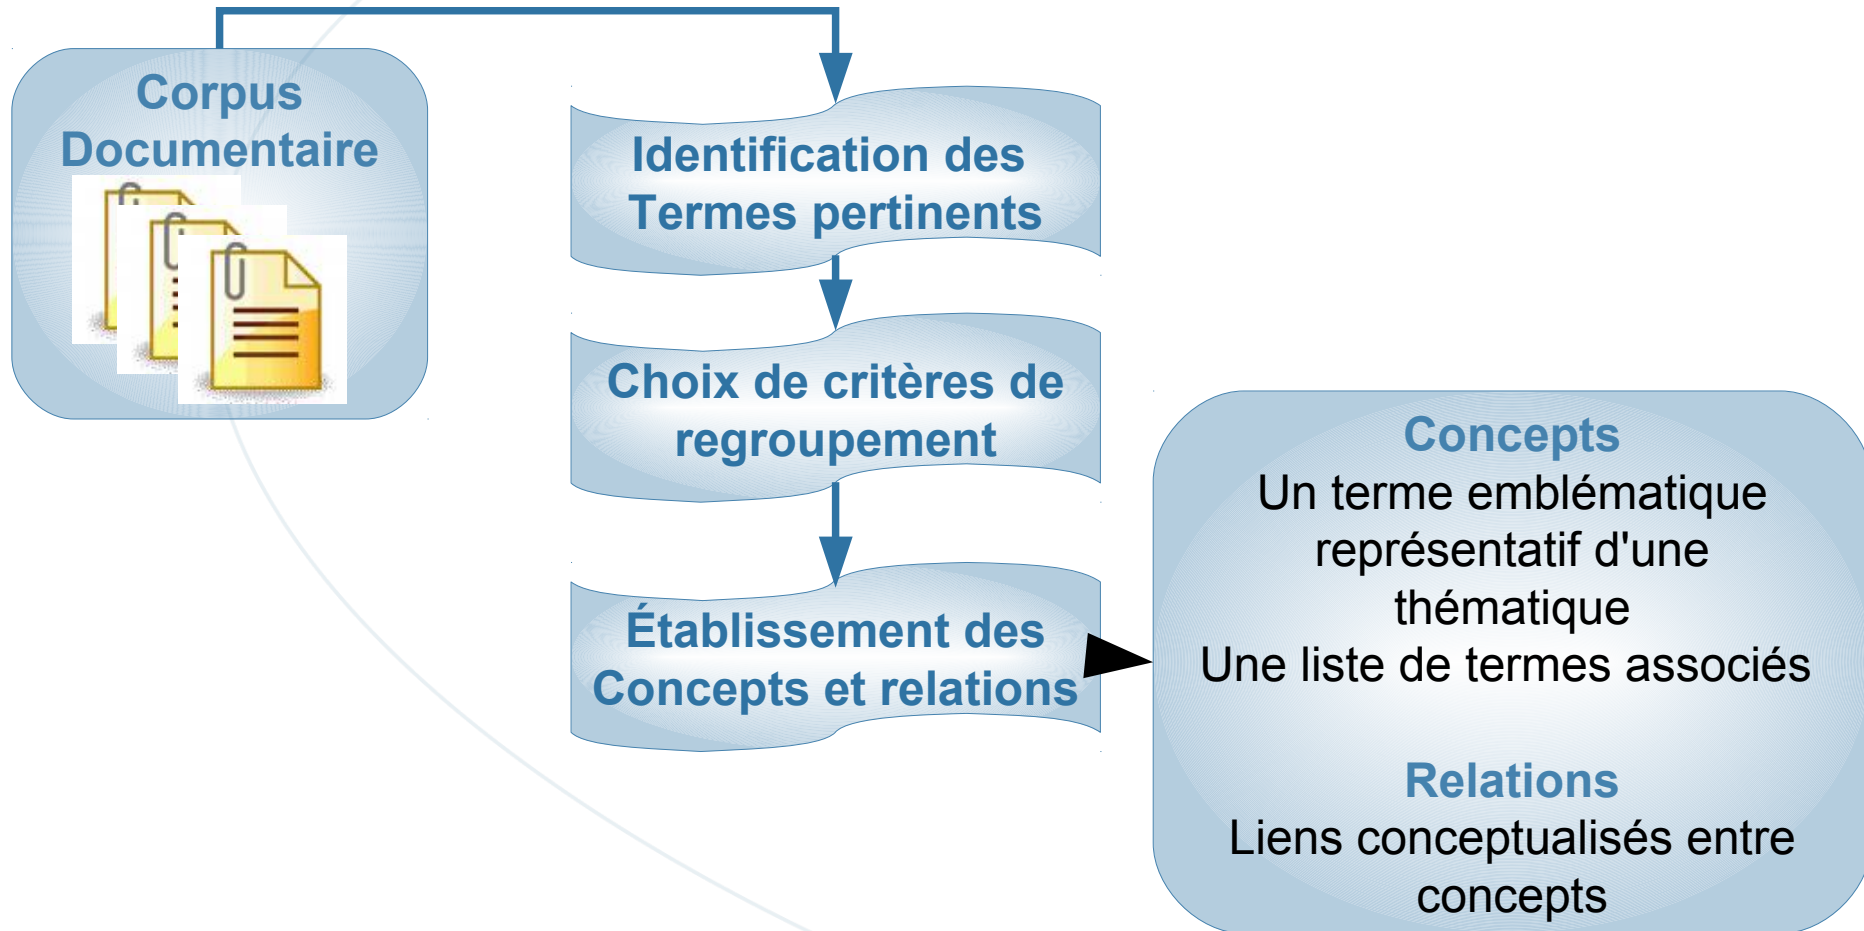 Corpus
Documentaire
Identification des
Termes pertinents
Choix de critères de
regroupement
Établissement des
Concepts et relations
Concepts
Un terme emblématique
représentatif d'une
thématique
Une liste de termes associés
Relations
Liens conceptualisés entre
concepts